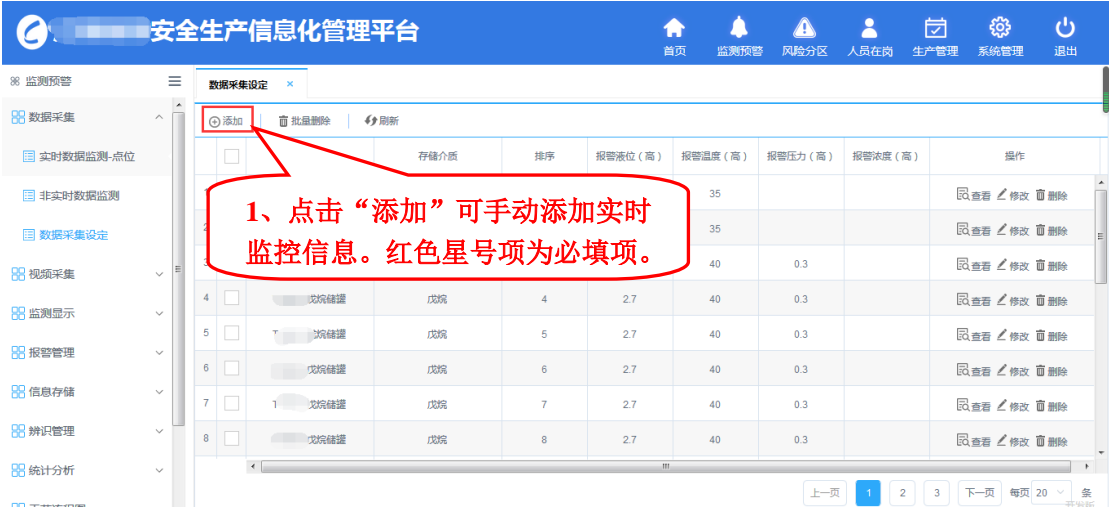 安全生产信息化管理平台
首页 监测预警 风险分区 人员在岗 生产管理 系统管理 退出
监测预警
数据采集设定 ×
数据采集
实时数据监测-点位
非实时数据监测
数据采集设定
视频采集
监测显示
报警管理
信息存储
辨识管理
统计分析
添加 批量删除 刷新
存储介质 排序 报警液位（高） 报警温度（高） 报警压力（高） 报警浓度（高） 操作
1、点击“添加”可手动添加实时
监控信息。红色星号项为必填项。
35 查看 修改 删除
35 查看 修改 删除
40 0.3 查看 修改 删除
4 戊烷储罐 戊烷 4 2.7 40 0.3 查看 修改 删除
5 戊烷储罐 戊烷 5 2.7 40 0.3 查看 修改 删除
6 戊烷储罐 戊烷 6 2.7 40 0.3 查看 修改 删除
7 戊烷储罐 戊烷 7 2.7 40 0.3 查看 修改 删除
8 戊烷储罐 戊烷 8 2.7 40 0.3 查看 修改 删除
上一页 1 2 3 下一页 每页 20 条